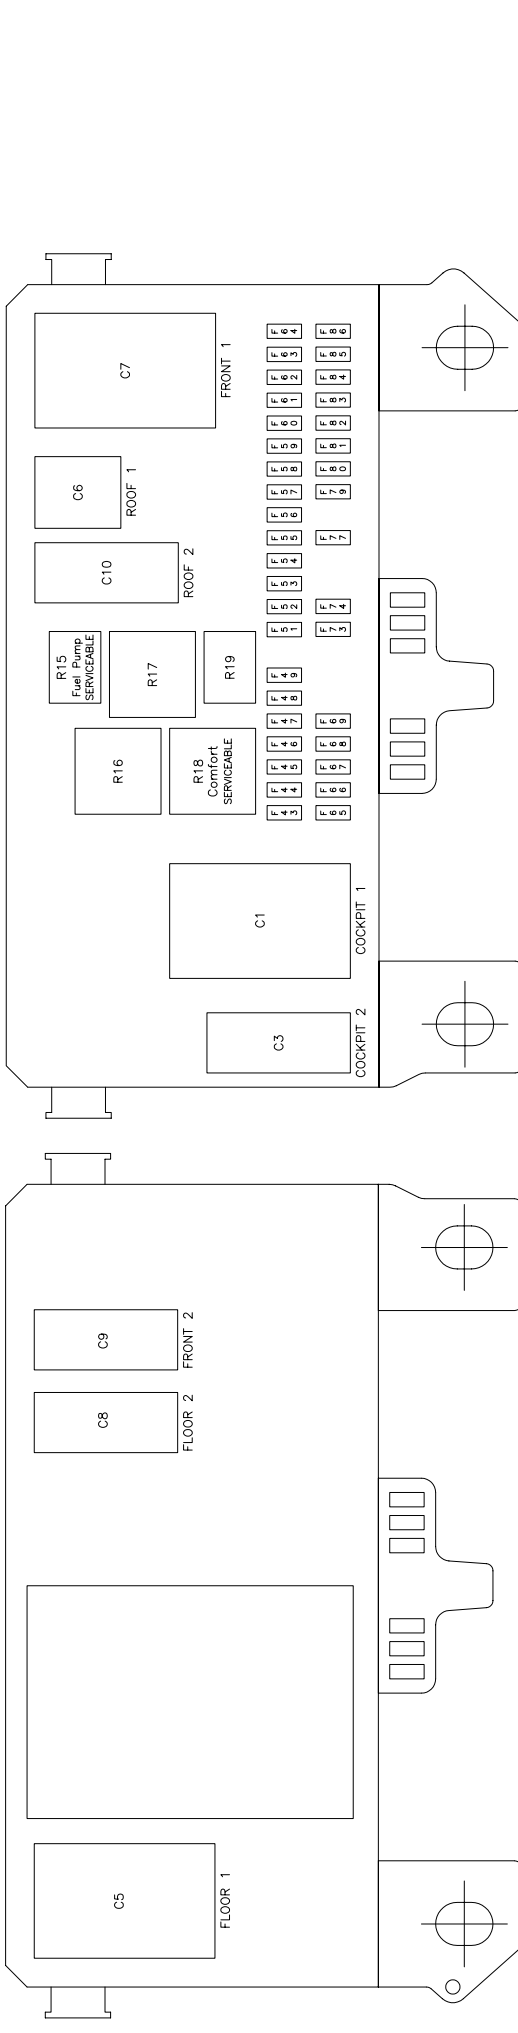 C7
FRONT 1
C6
ROOF 1
C10
ROOF 2
R15
Fuel Pump
SERVICEABLE
R17
R19
R16
R18
Comfort
SERVICEABLE
F64
F63
F62
F61
F60
F59
F58
F57
F56
F55
F54
F53
F52
F51
F49
F48
F47
F46
F45
F44
F43
F86
F85
F84
F83
F82
F81
F80
F79
F77
F74
F73
F69
F68
F67
F66
F65
C1
COCKPIT 1
C3
COCKPIT 2
C9
FRONT 2
C8
FLOOR 2
C5
FLOOR 1